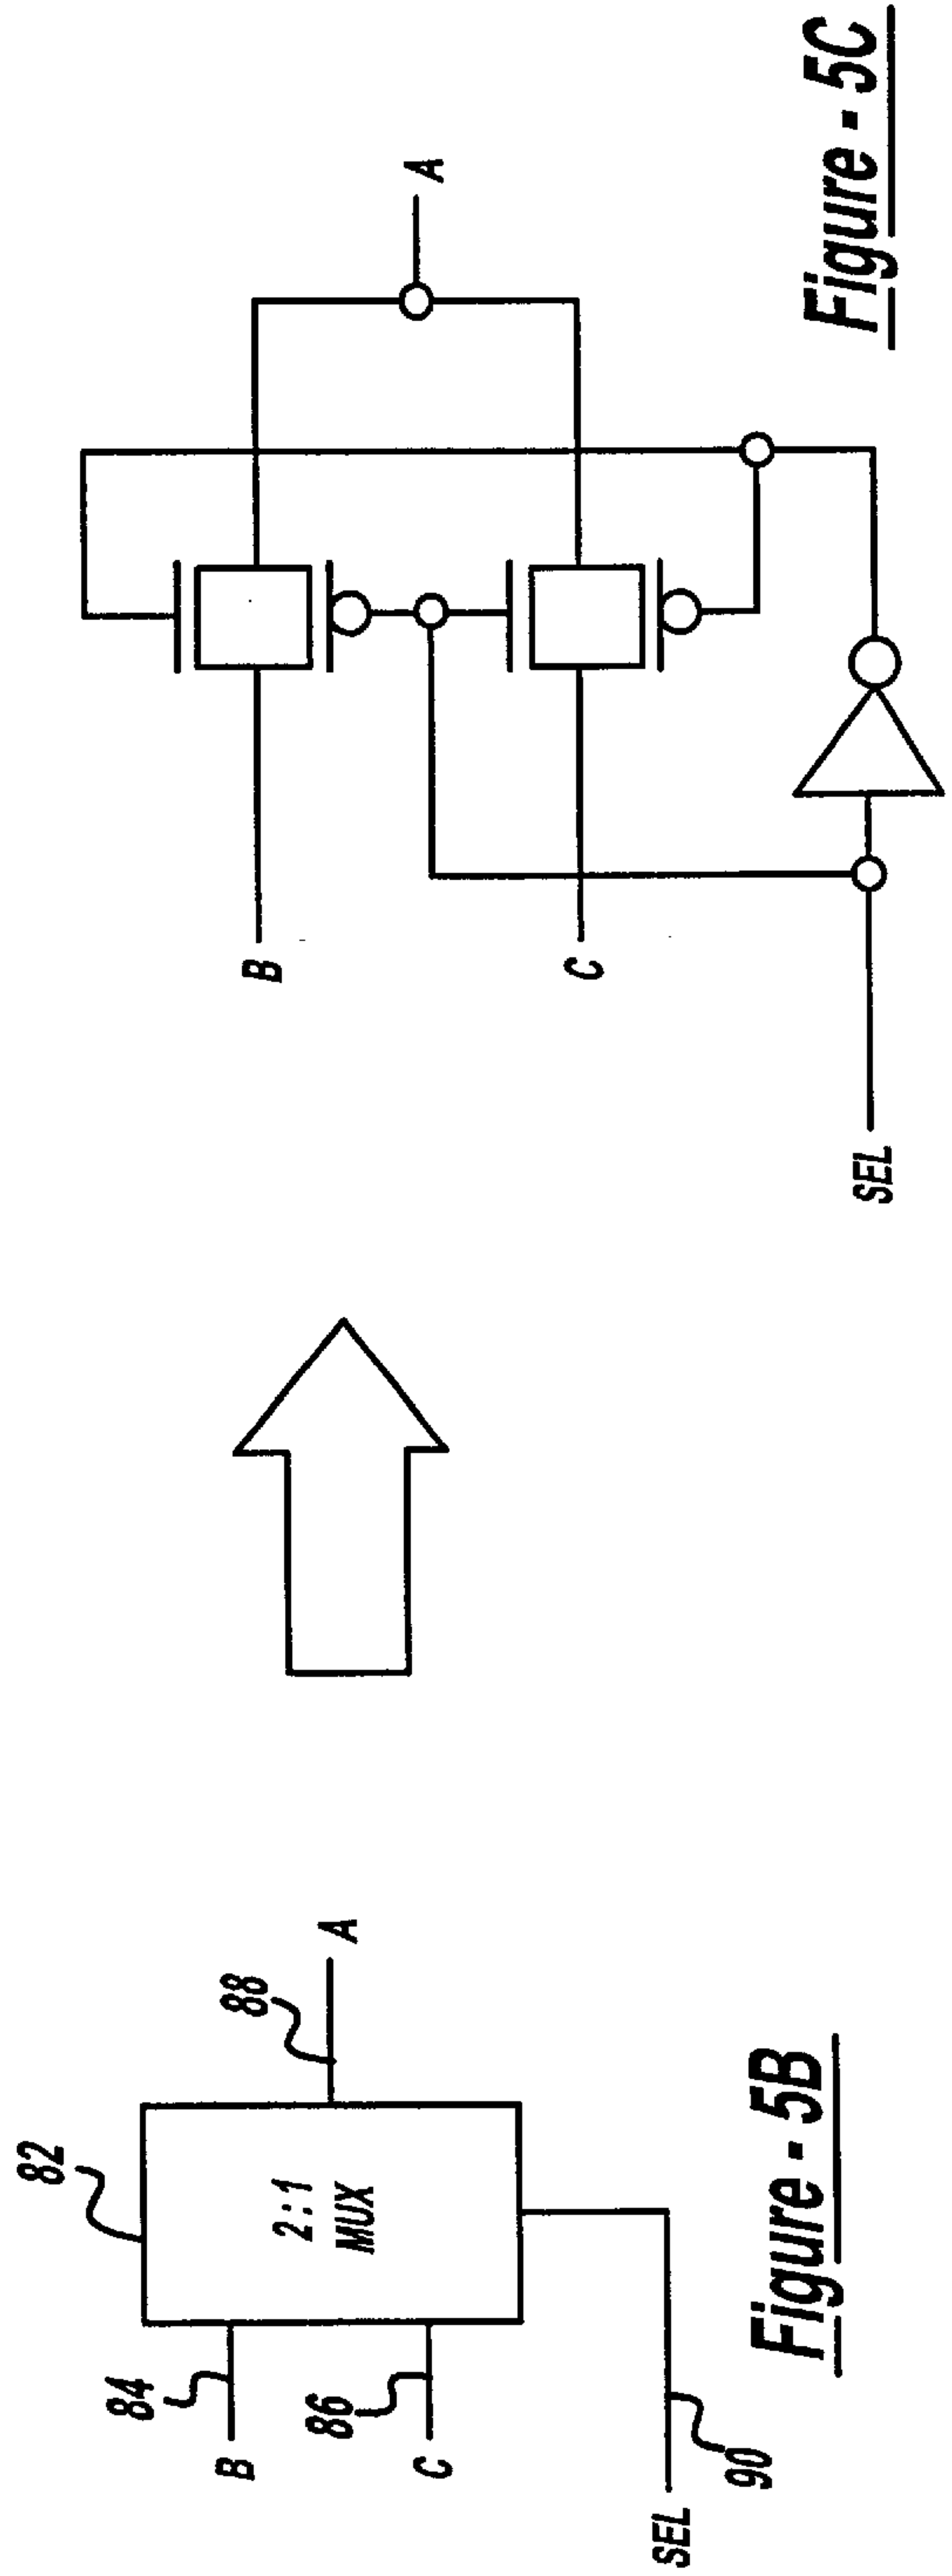 82
84
B
86
C
2:1
MUX
88
A
SEL
90
Figure - 5B
B
C
A
SEL
Figure - 5C